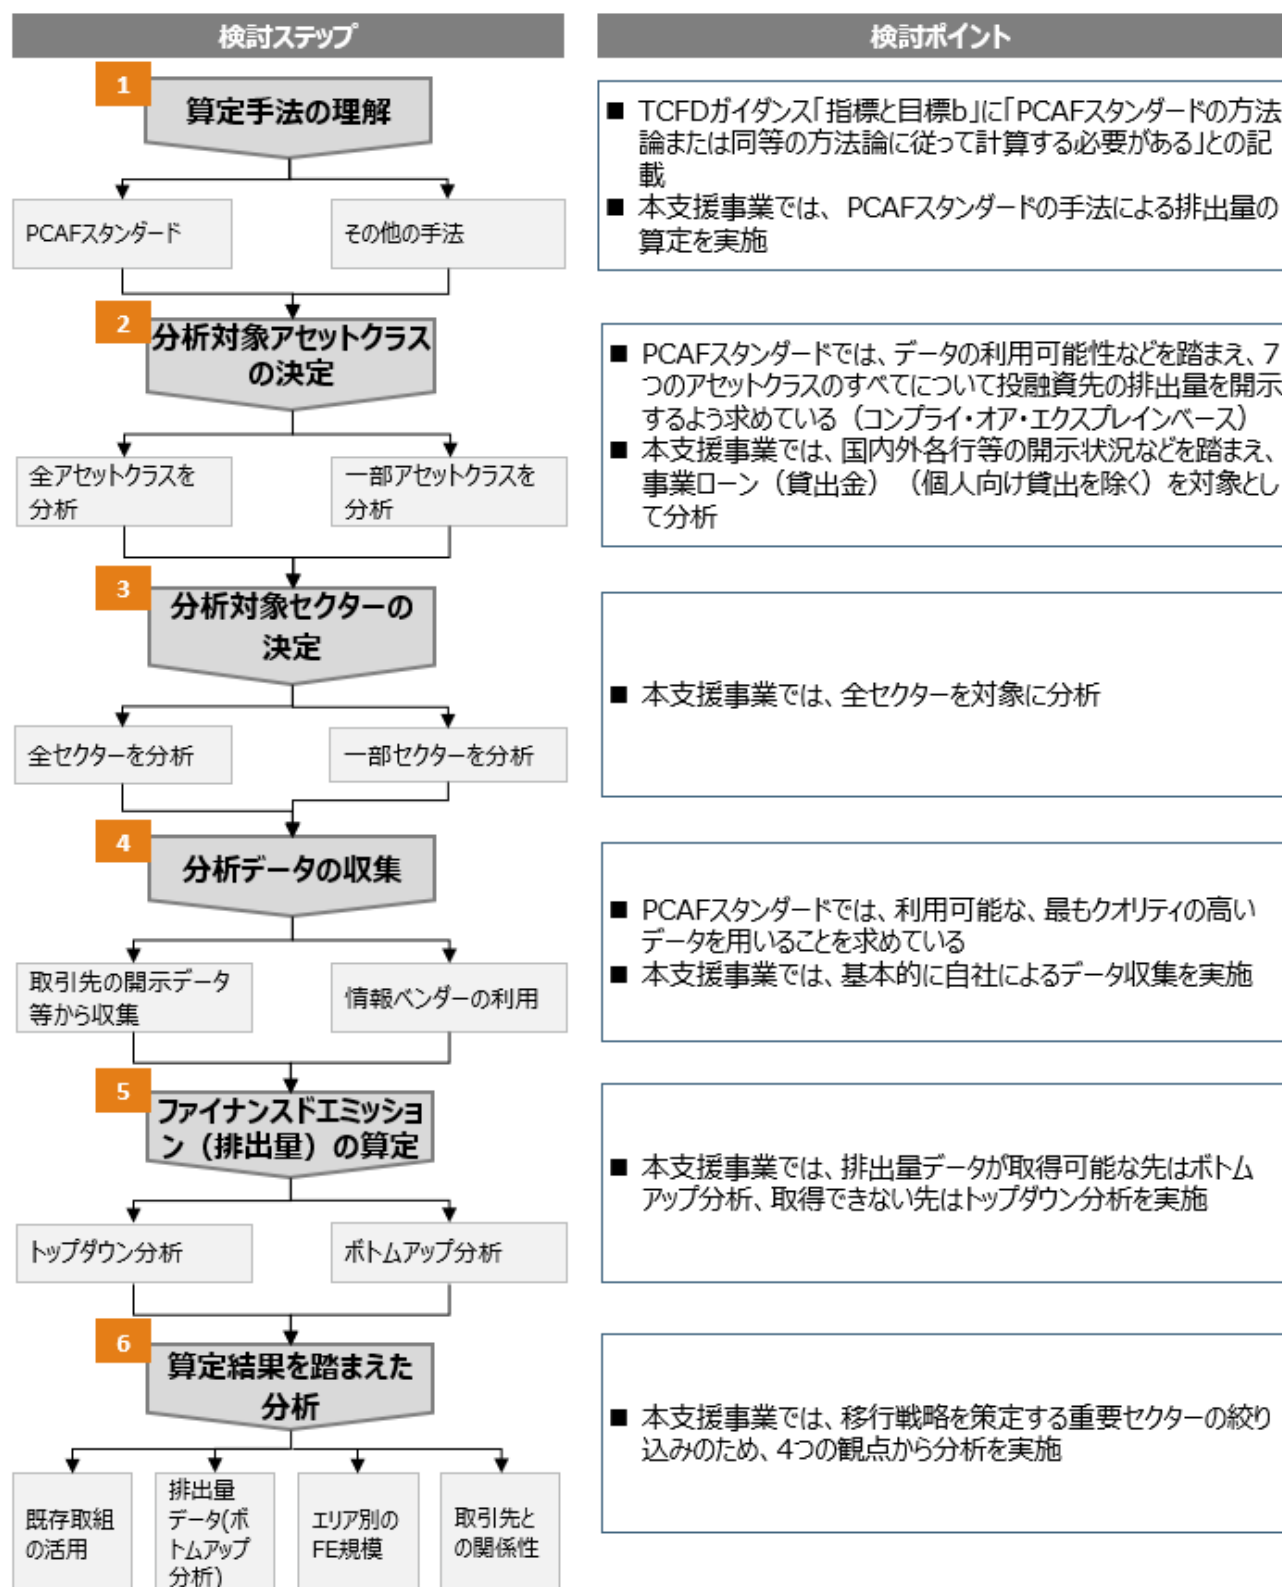 検討ステップ
検討ポイント
1
算定手法の理解
PCAFスタンダード
その他の手法
■ TCFDガイダンス「指標と目標b」に「PCAFスタンダードの方法
論または同等の方法論に従って計算する必要がある」との記
載
■ 本支援事業では、PCAFスタンダードの手法による排出量の
算定を実施
2
分析対象アセットクラス
の決定
全アセットクラスを
分析
一部アセットクラスを
分析
■ PCAFスタンダードでは、データの利用可能性などを踏まえ、7
つのアセットクラスのすべてについて投融資先の排出量を開示
するよう求めている（コンプライ・オア・エクスプレインベース）
■ 本支援事業では、国内外各行等の開示状況などを踏まえ、
事業ローン（貸出金）（個人向け貸出を除く）を対象とし
て分析
3
分析対象セクターの
決定
全セクターを分析
一部セクターを分析
■ 本支援事業では、全セクターを対象に分析
4
分析データの収集
取引先の開示データ
等から収集
情報ベンダーの利用
■ PCAFスタンダードでは、利用可能な、最もクオリティの高い
データを用いることを求めている
■ 本支援事業では、基本的に自社によるデータ収集を実施
5
ファイナンスドエミッショ
ン（排出量）の算定
トップダウン分析
ボトムアップ分析
■ 本支援事業では、排出量データが取得可能な先はボトム
アップ分析、取得できない先はトップダウン分析を実施
6
算定結果を踏まえた
分析
既存取組
の活用
排出量
データ(ボ
トムアップ
分析)
エリア別の
FE規模
取引先と
の関係性
■ 本支援事業では、移行戦略を策定する重要セクターの絞り
込みのため、4つの観点から分析を実施